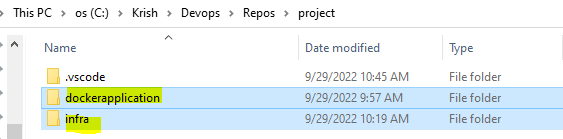 This PC > os (C:) > Krish > Devops > Repos > project
Name Date modified Type
.vscode 9/29/2022 10:45 AM File folder
dockerapplication 9/29/2022 9:57 AM File folder
infra 9/29/2022 10:19 AM File folder